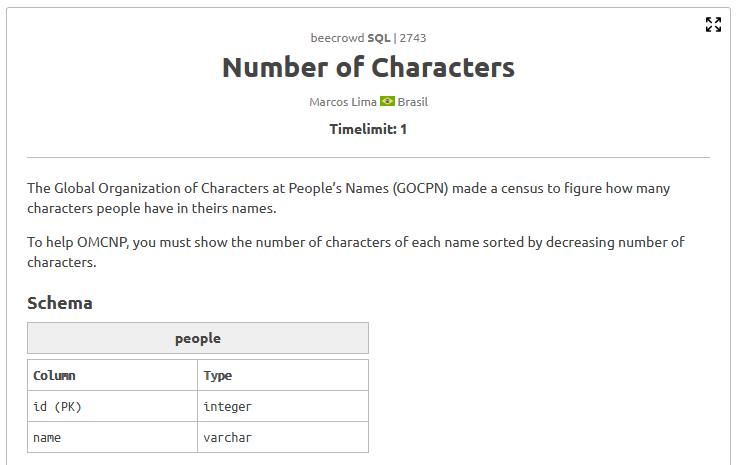 beecrowd SQL | 2743
Number of Characters
Marcos Lima Brasil
Timelimit: 1
The Global Organization of Characters at People’s Names (GOCPN) made a census to figure how many
characters people have in theirs names.
To help OMCNP, you must show the number of characters of each name sorted by decreasing number of
characters.
Schema
people
Column Type
id (PK) integer
name varchar